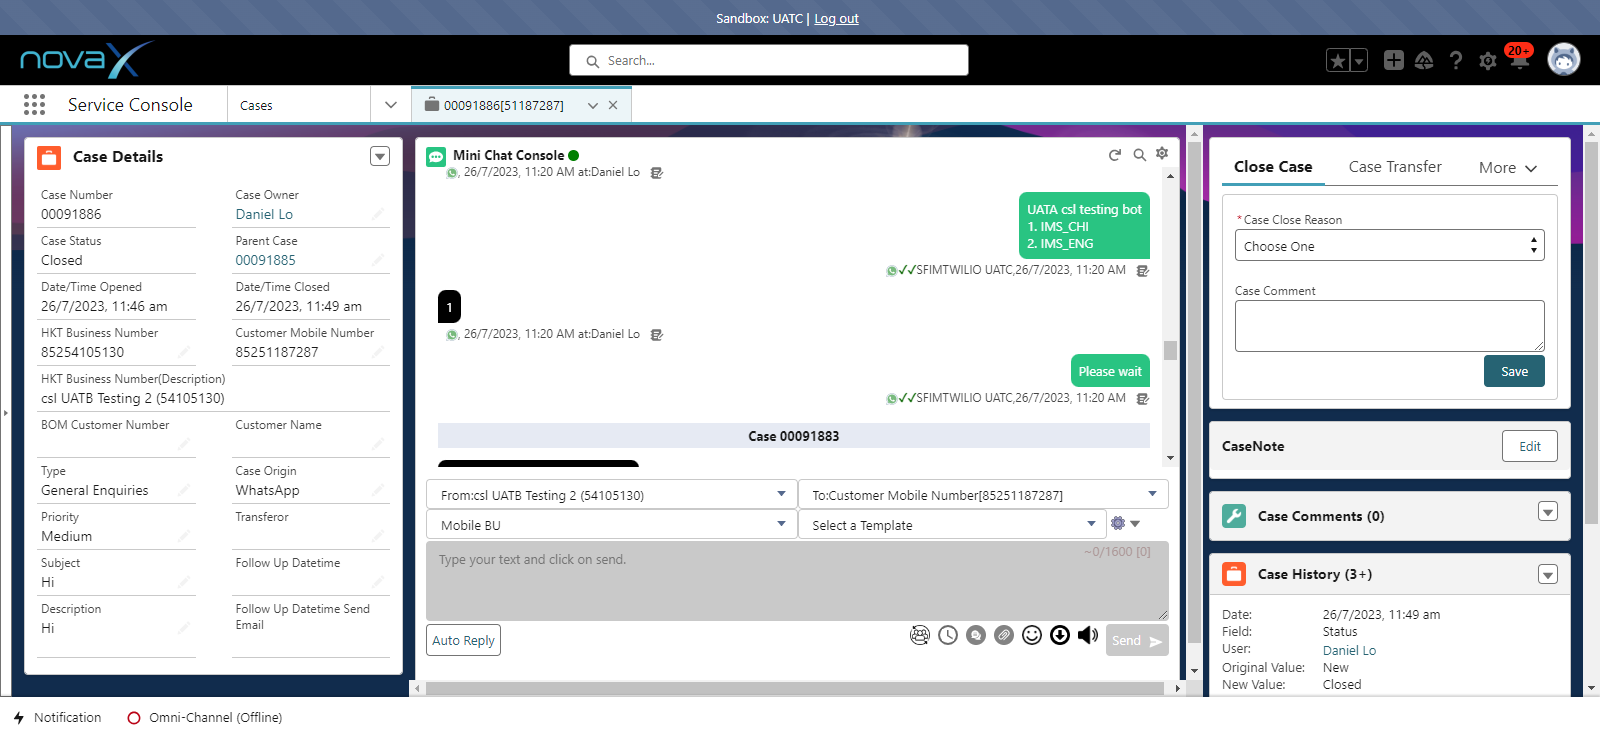 Sandbox: UATC | Log out
novaX
Search...
20+
Service Console
Cases
00091886[51187287]
Case Details
Case Number
00091886
Case Owner
Daniel Lo
Case Status
Closed
Parent Case
00091885
Date/Time Opened
26/7/2023, 11:46 am
Date/Time Closed
26/7/2023, 11:49 am
HKT Business Number
85254105130
Customer Mobile Number
85251187287
HKT Business Number(Description)
csl UATB Testing 2 (54105130)
BOM Customer Number
Customer Name
Type
General Enquiries
Case Origin
WhatsApp
Priority
Medium
Transferor
Subject
Hi
Follow Up Datetime
Description
Hi
Follow Up Datetime Send
Email
Mini Chat Console
, 26/7/2023, 11:20 AM at:Daniel Lo
UATA csl testing bot
1. IMS_CHI
2. IMS_ENG
SFIMTWILIO UATC,26/7/2023, 11:20 AM
1
, 26/7/2023, 11:20 AM at:Daniel Lo
Please wait
SFIMTWILIO UATC,26/7/2023, 11:20 AM
Case 00091883
From:csl UATB Testing 2 (54105130)
To:Customer Mobile Number[85251187287]
Mobile BU
Select a Template
Type your text and click on send.
~0/1600 [0]
Auto Reply
Send
Close Case
Case Transfer
More
*Case Close Reason
Choose One
Case Comment
Save
CaseNote
Edit
Case Comments (0)
Case History (3+)
Date: 26/7/2023, 11:49 am
Field: Status
User: Daniel Lo
Original Value: New
New Value: Closed
Notification
Omni-Channel (Offline)